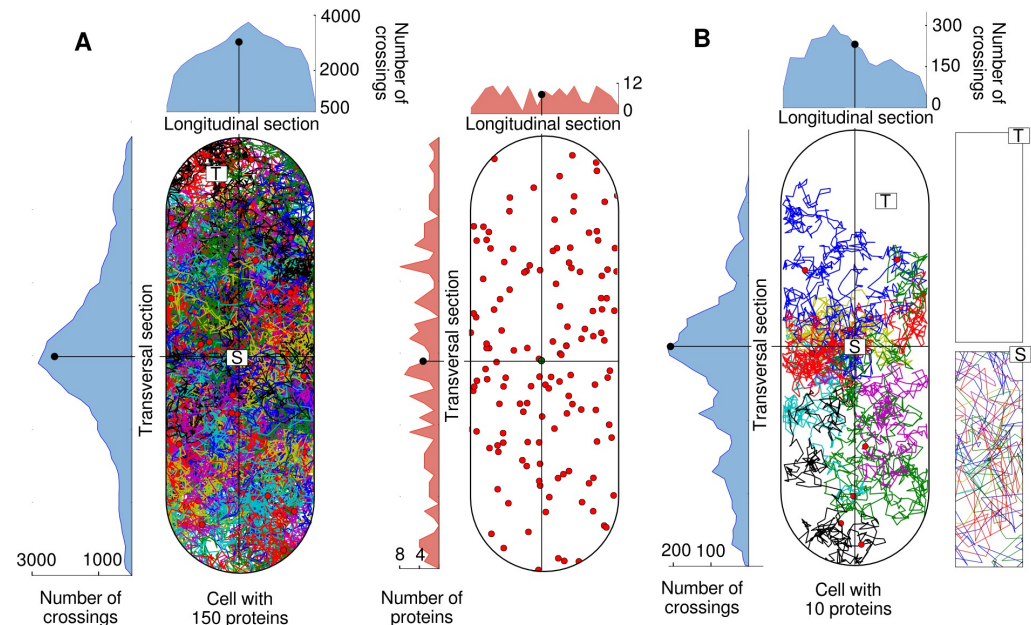 A
4000
2000
500
Number of
crossings
Longitudinal section
12
0
Longitudinal section
B
300
150
0
Number of
crossings
Longitudinal section
T
T
T
S
S
S
Transversal section
Transversal section
Transversal section
3000 1000
8 4
200 100
Number of
crossings
Cell with
150 proteins
Number of
proteins
Number of
crossings
Cell with
10 proteins